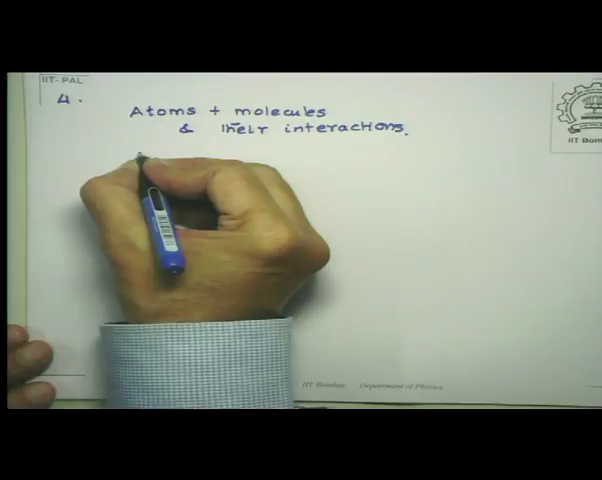 IIT-PAL
4.
Atoms + molecules
& their interactions.
IIT Bom
IIT Bombay Department of Physics